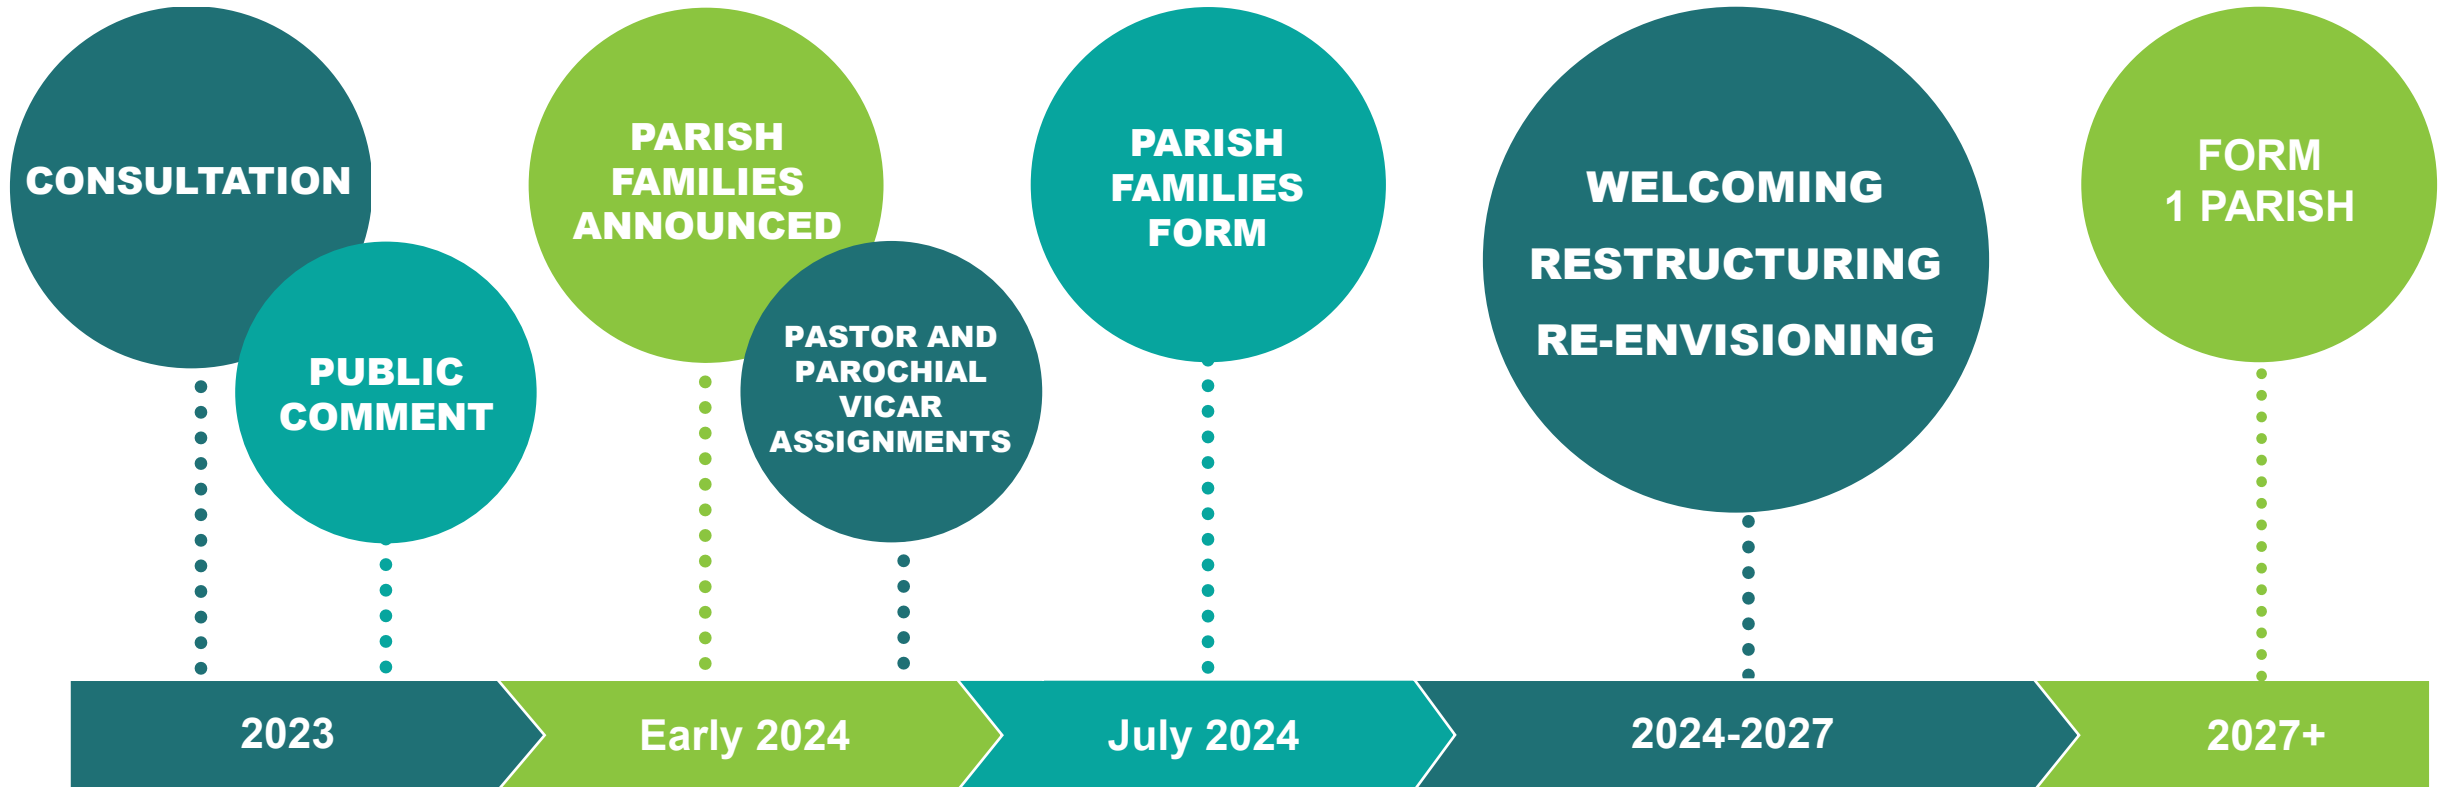 CONSULTATION
PUBLIC
COMMENT
PARISH
FAMILIES
ANNOUNCED
PASTOR AND
PAROCHIAL
VICAR
ASSIGNMENTS
PARISH
FAMILIES
FORM
WELCOMING
RESTRUCTURING
RE-ENVISIONING
FORM
1 PARISH
2023
Early 2024
July 2024
2024-2027
2027+